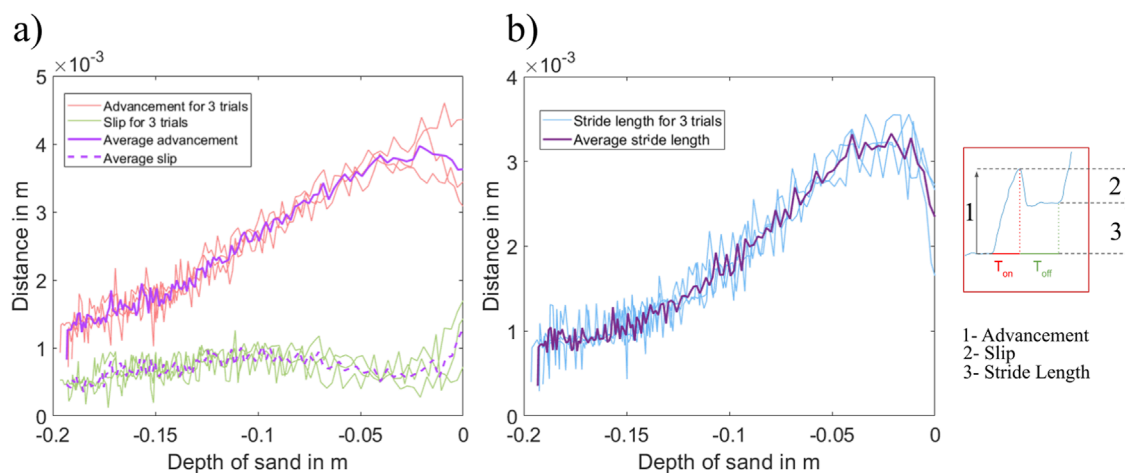 a)
×10⁻³
5
4
3
2
1
0
Distance in m
Advancement for 3 trials
Slip for 3 trials
Average advancement
Average slip
-0.2 -0.15 -0.1 -0.05 0
Depth of sand in m
b)
×10⁻³
4
3
2
1
0
Distance in m
Stride length for 3 trials
Average stride length
-0.2 -0.15 -0.1 -0.05 0
Depth of sand in m
1
2
3
Ton Toff
1- Advancement
2- Slip
3- Stride Length